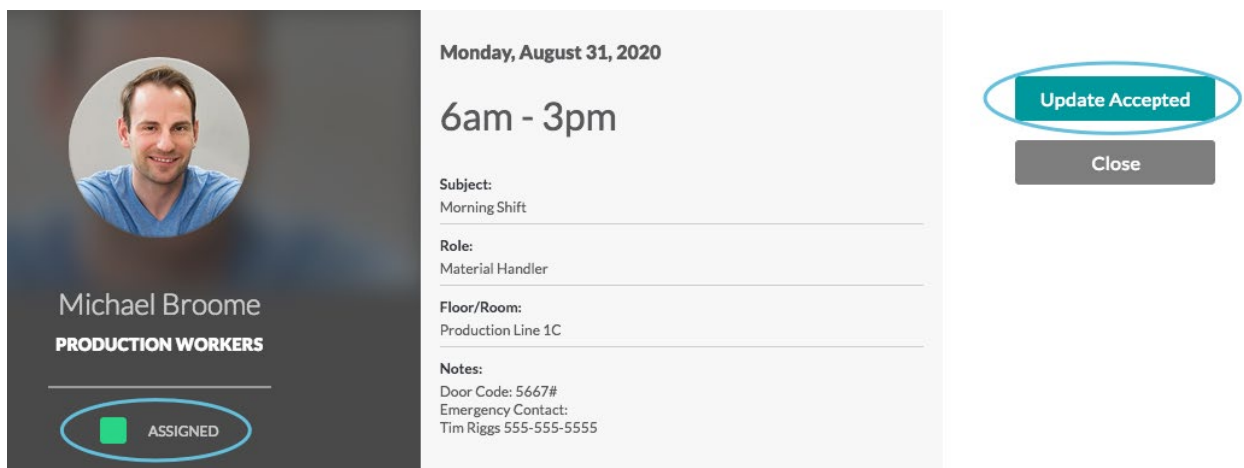 Michael Broome
PRODUCTION WORKERS
ASSIGNED
Monday, August 31, 2020
6am - 3pm
Subject:
Morning Shift
Role:
Material Handler
Floor/Room:
Production Line 1C
Notes:
Door Code: 5667#
Emergency Contact:
Tim Riggs 555-555-5555
Update Accepted
Close